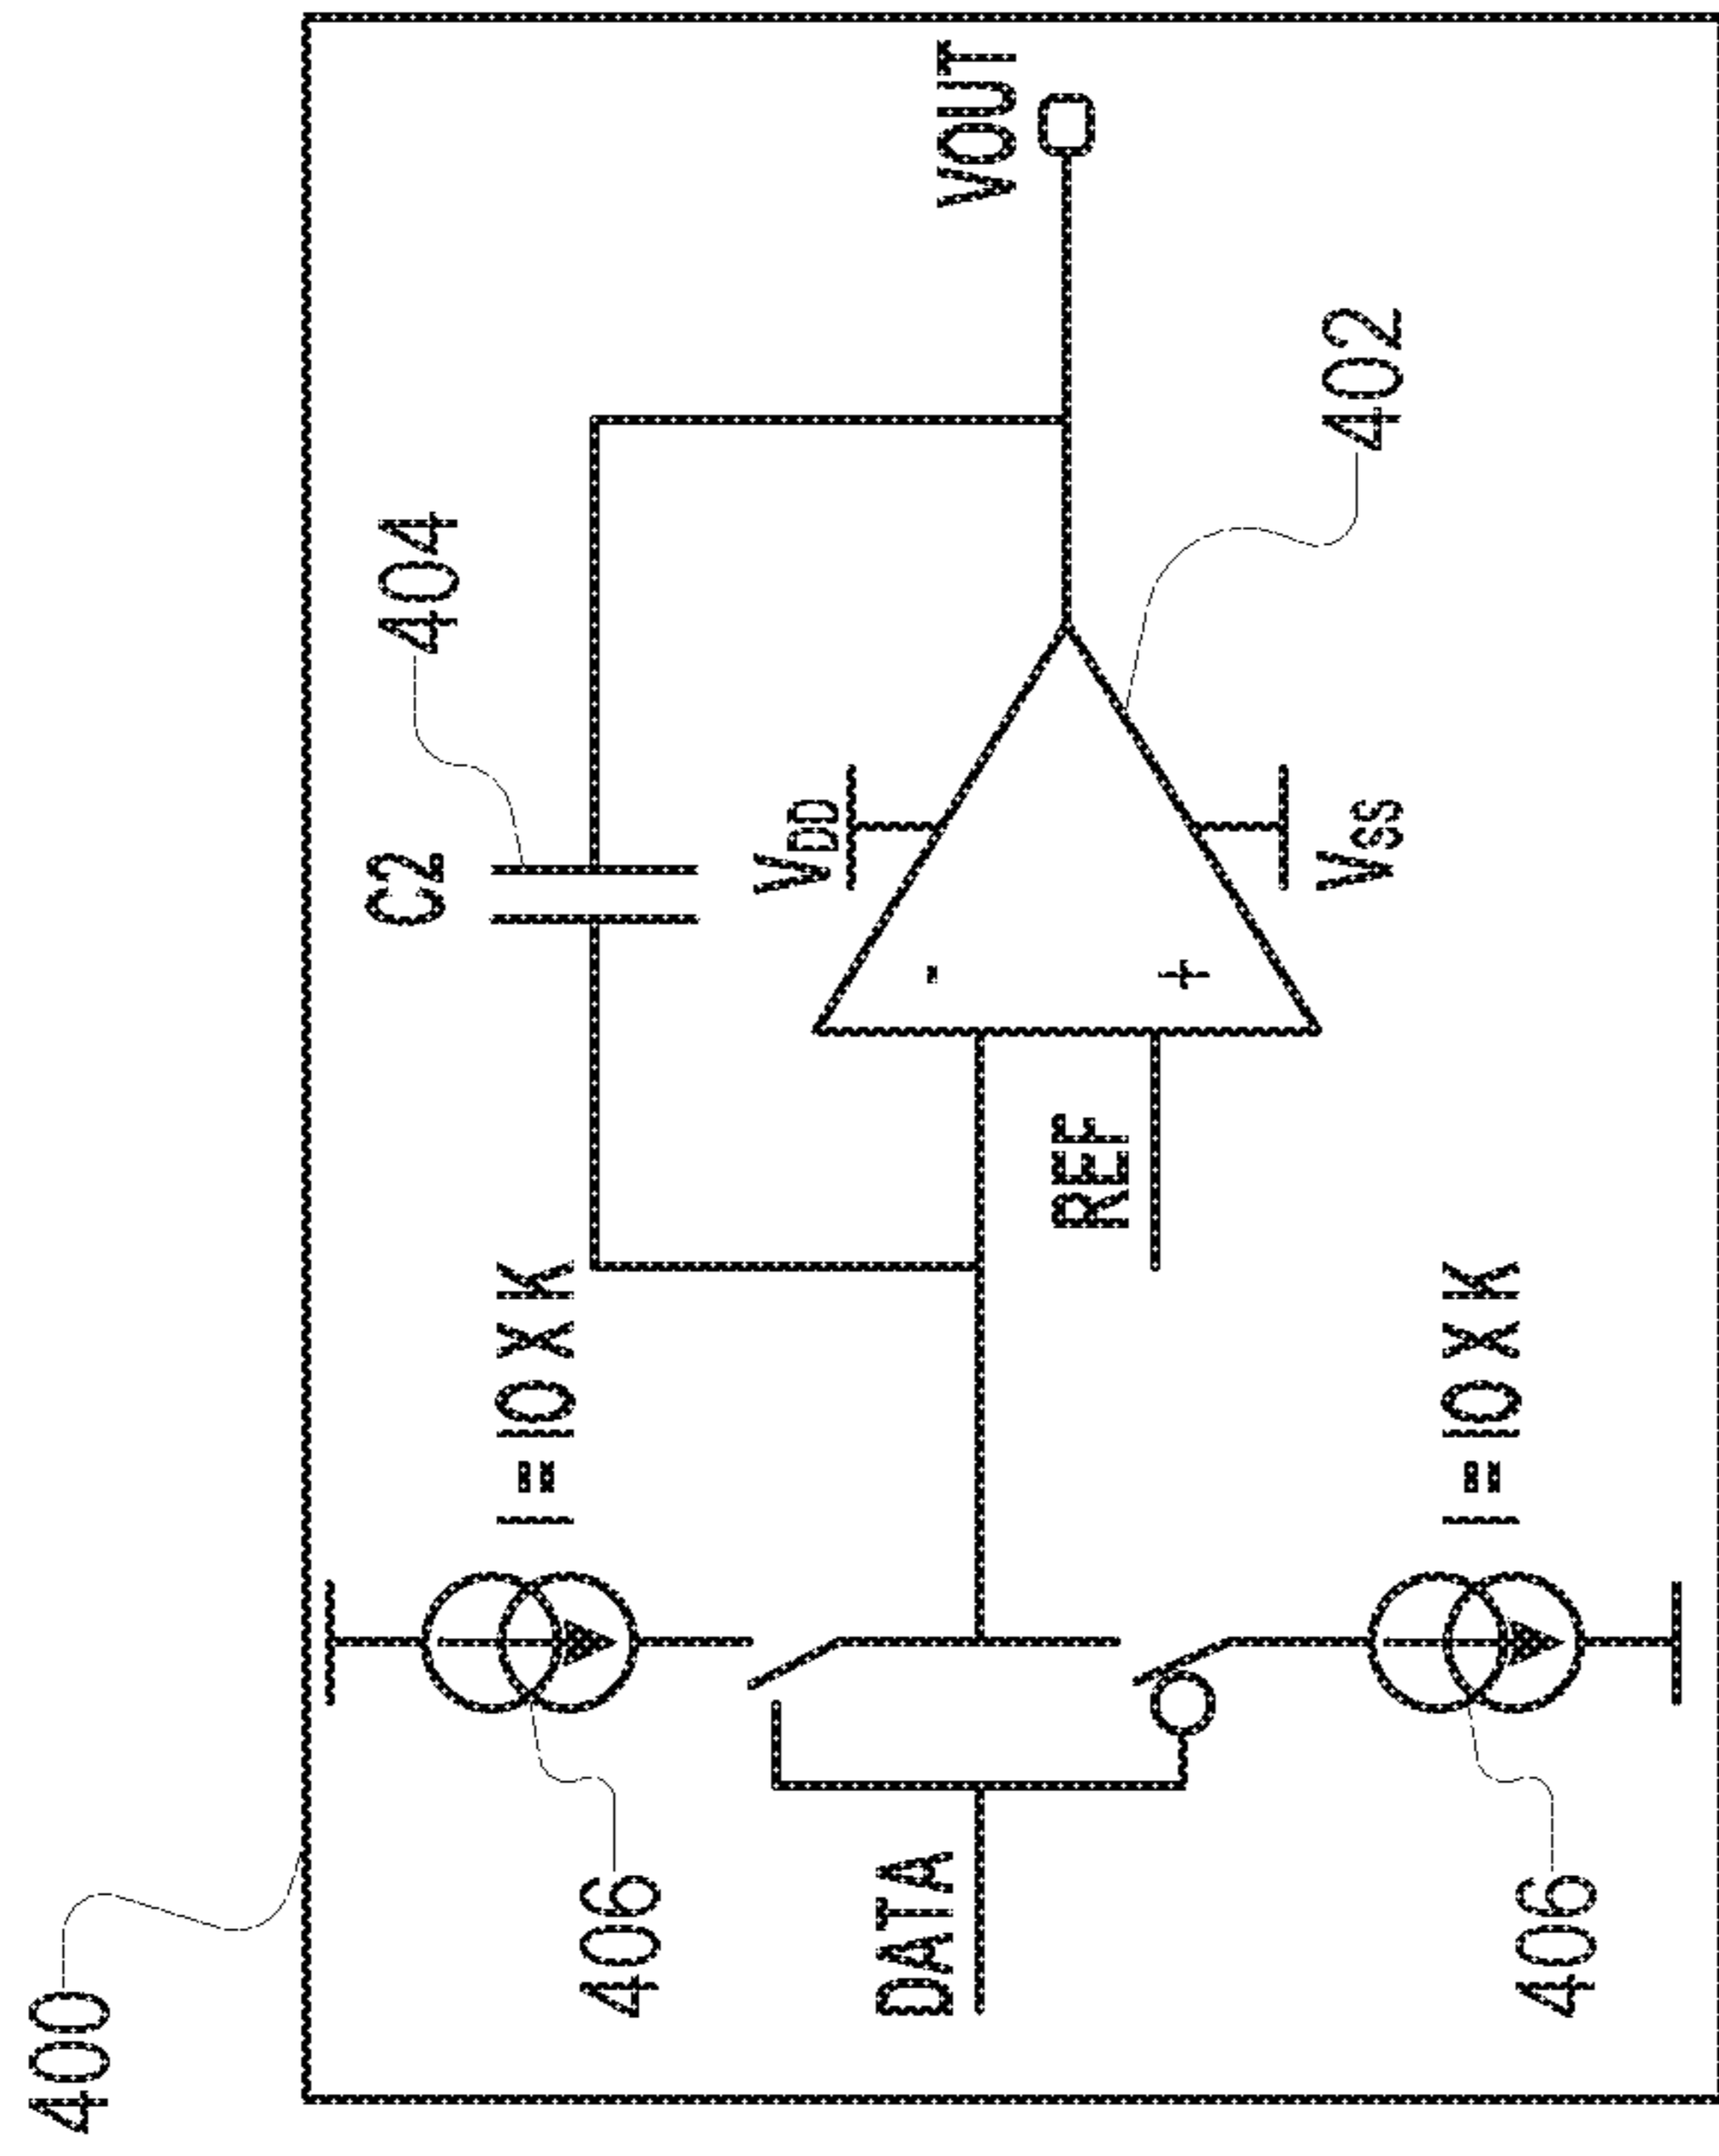 400
C2
404
I = I0 X K
406
V_DD
DATA
VOUT
-
REF
+
V_SS
402
I = I0 X K
406